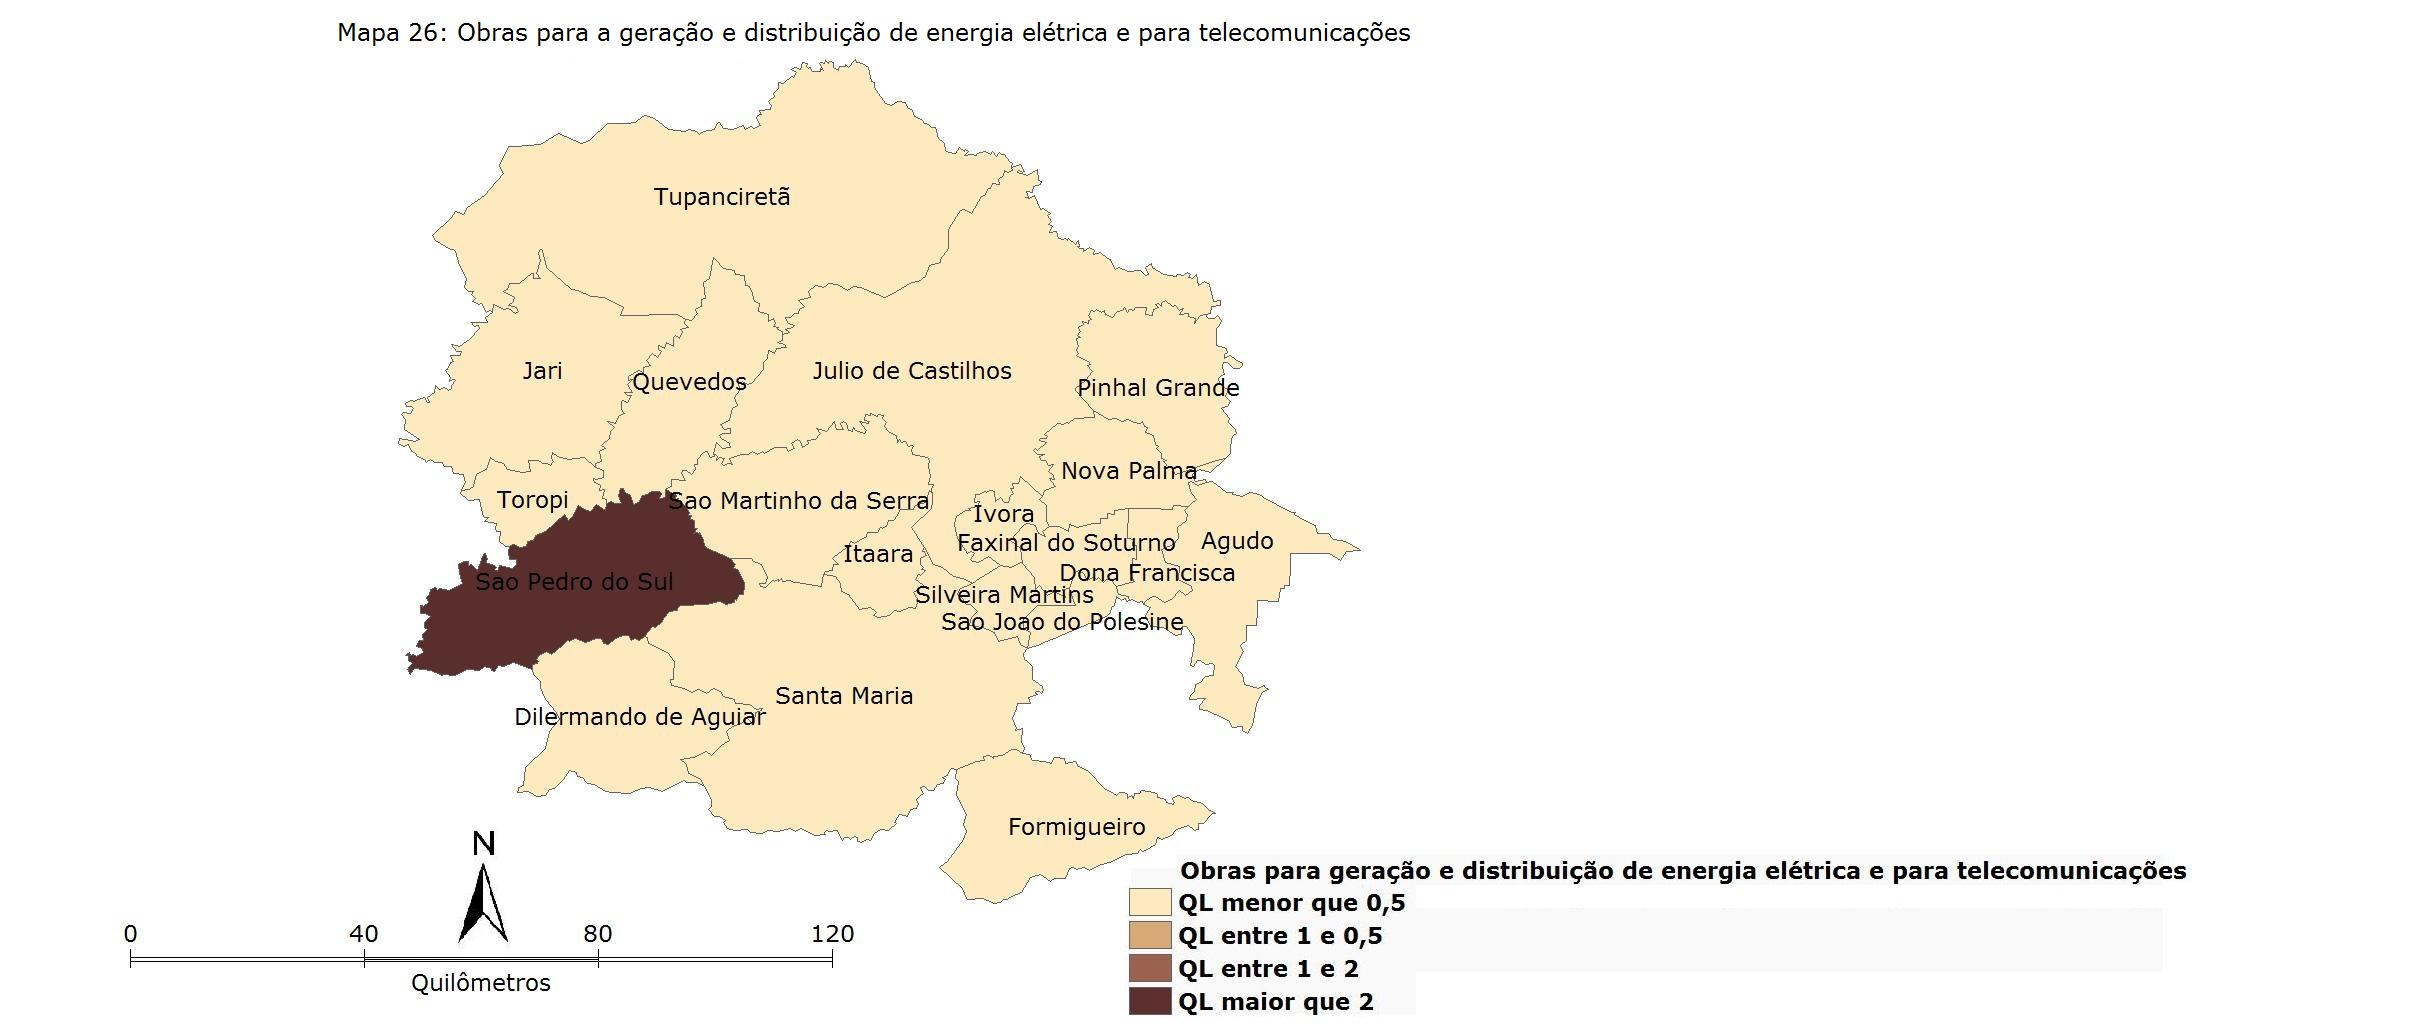 Mapa 26: Obras para a geração e distribuição de energia elétrica e para telecomunicações
Tupanciretã
Jari
Quevedos
Julio de Castilhos
Pinhal Grande
Nova Palma
Toropi
Sao Martinho da Serra
Ivora
Faxinal do Soturno
Agudo
Itaara
Dona Francisca
Sao Pedro do Sul
Silveira Martins
Sao Joao do Polesine
Santa Maria
Dilermando de Aguiar
Formigueiro
N
0 40 80 120
Quilômetros
Obras para geração e distribuição de energia elétrica e para telecomunicações
QL menor que 0,5
QL entre 1 e 0,5
QL entre 1 e 2
QL maior que 2